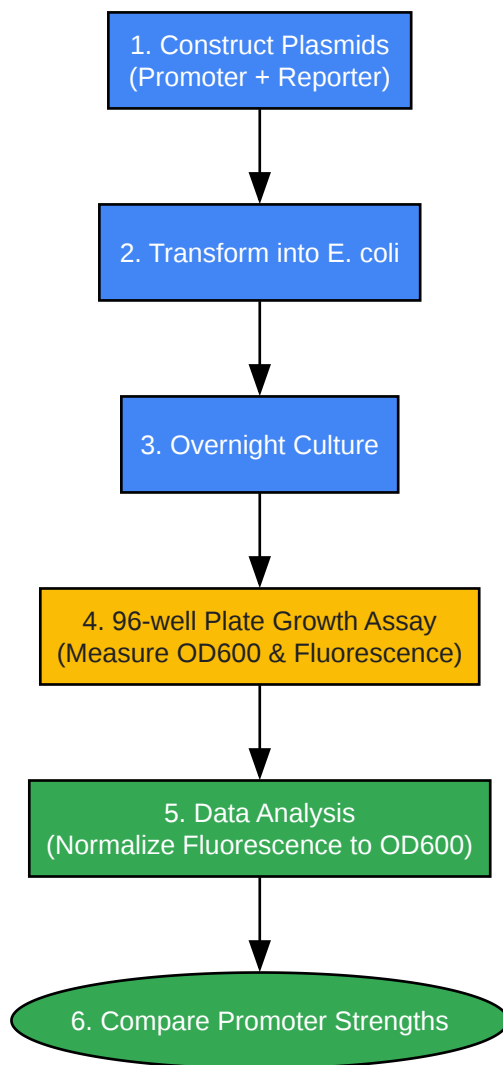 1. Construct Plasmids
(Promoter + Reporter)
2. Transform into E. coli
3. Overnight Culture
4. 96-well Plate Growth Assay
(Measure OD600 & Fluorescence)
5. Data Analysis
(Normalize Fluorescence to OD600)
6. Compare Promoter Strengths